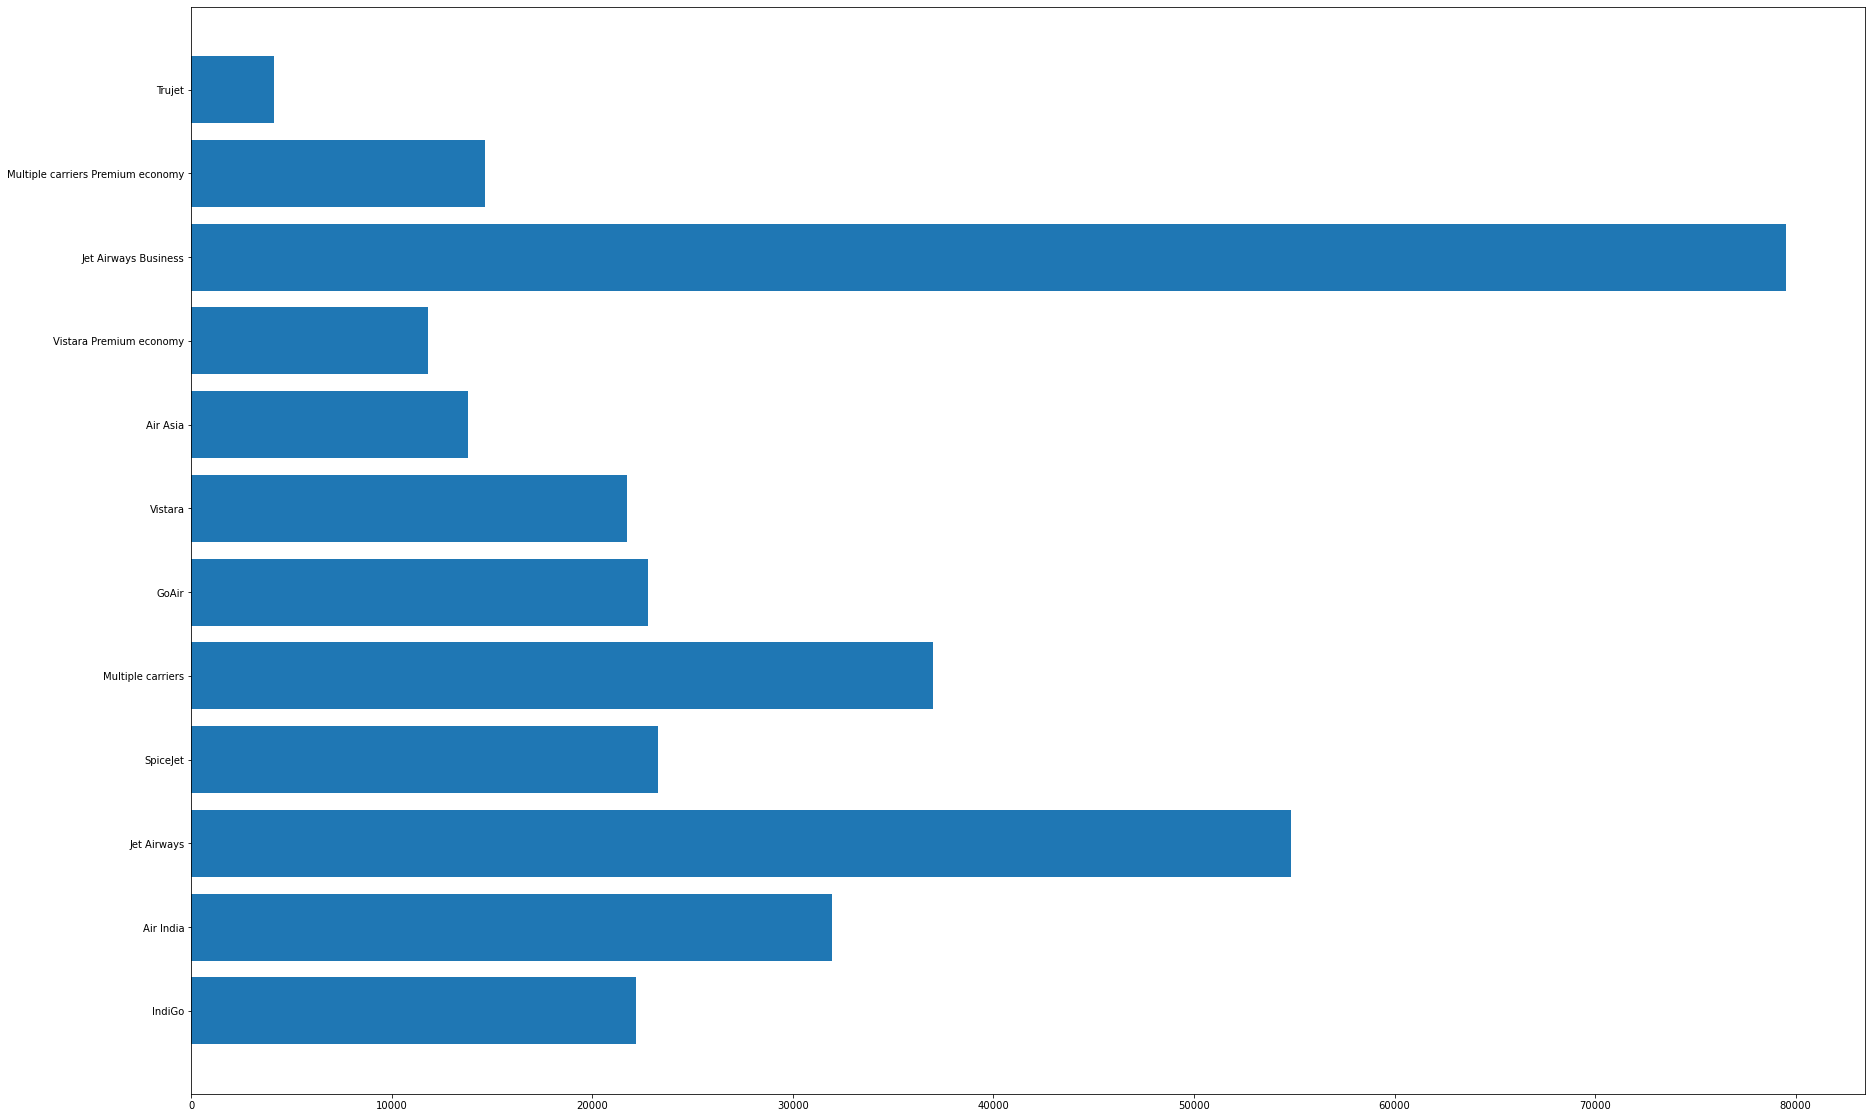 Trujet
Multiple carriers Premium economy
Jet Airways Business
Vistara Premium economy
Air Asia
Vistara
GoAir
Multiple carriers
SpiceJet
Jet Airways
Air India
IndiGo
0 10000 20000 30000 40000 50000 60000 70000 80000